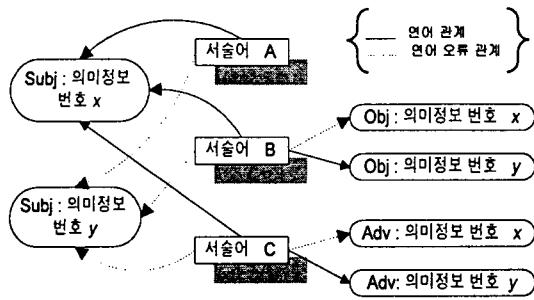 연어 관계
연어 오류 관계
서술어 A
Subj : 의미정보
번호 x
서술어 B
Obj : 의미정보 번호 x
Obj : 의미정보 번호 y
Subj : 의미정보
번호 y
서술어 C
Adv : 의미정보 번호 x
Adv: 의미정보 번호 y